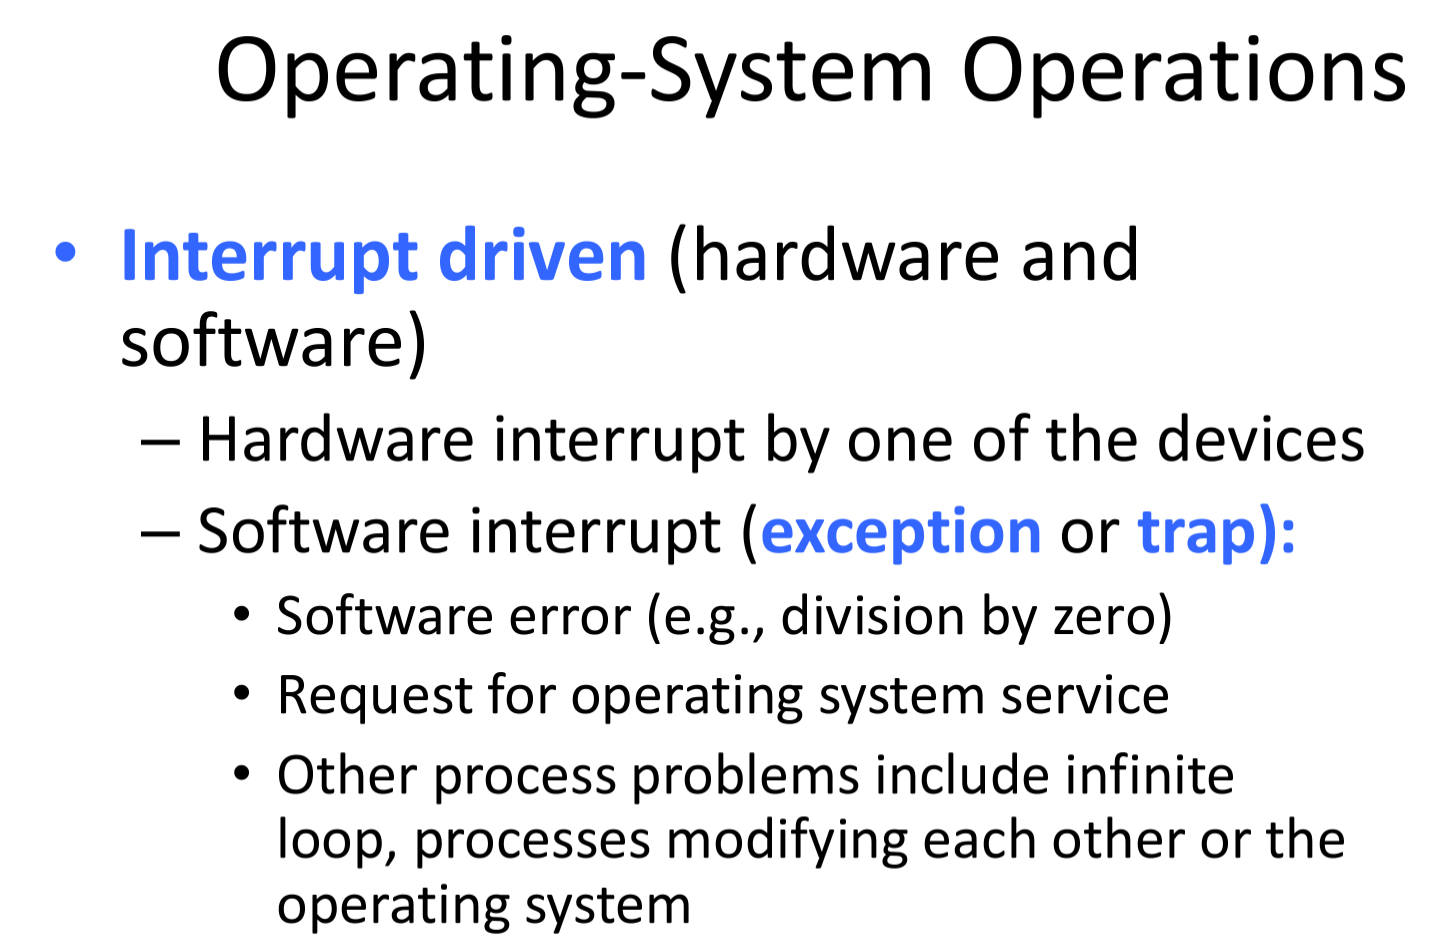 Operating-System Operations
• Interrupt driven (hardware and
software)
– Hardware interrupt by one of the devices
– Software interrupt (exception or trap):
• Software error (e.g., division by zero)
• Request for operating system service
• Other process problems include infinite
loop, processes modifying each other or the
operating system